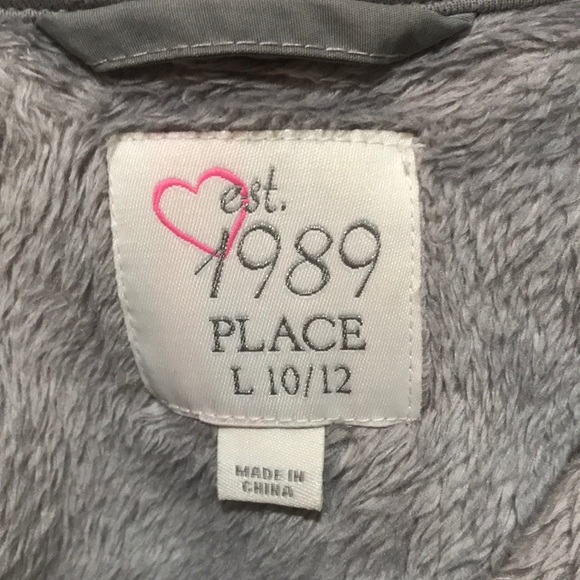 est.
1989
PLACE
L 10/12
MADE IN
CHINA